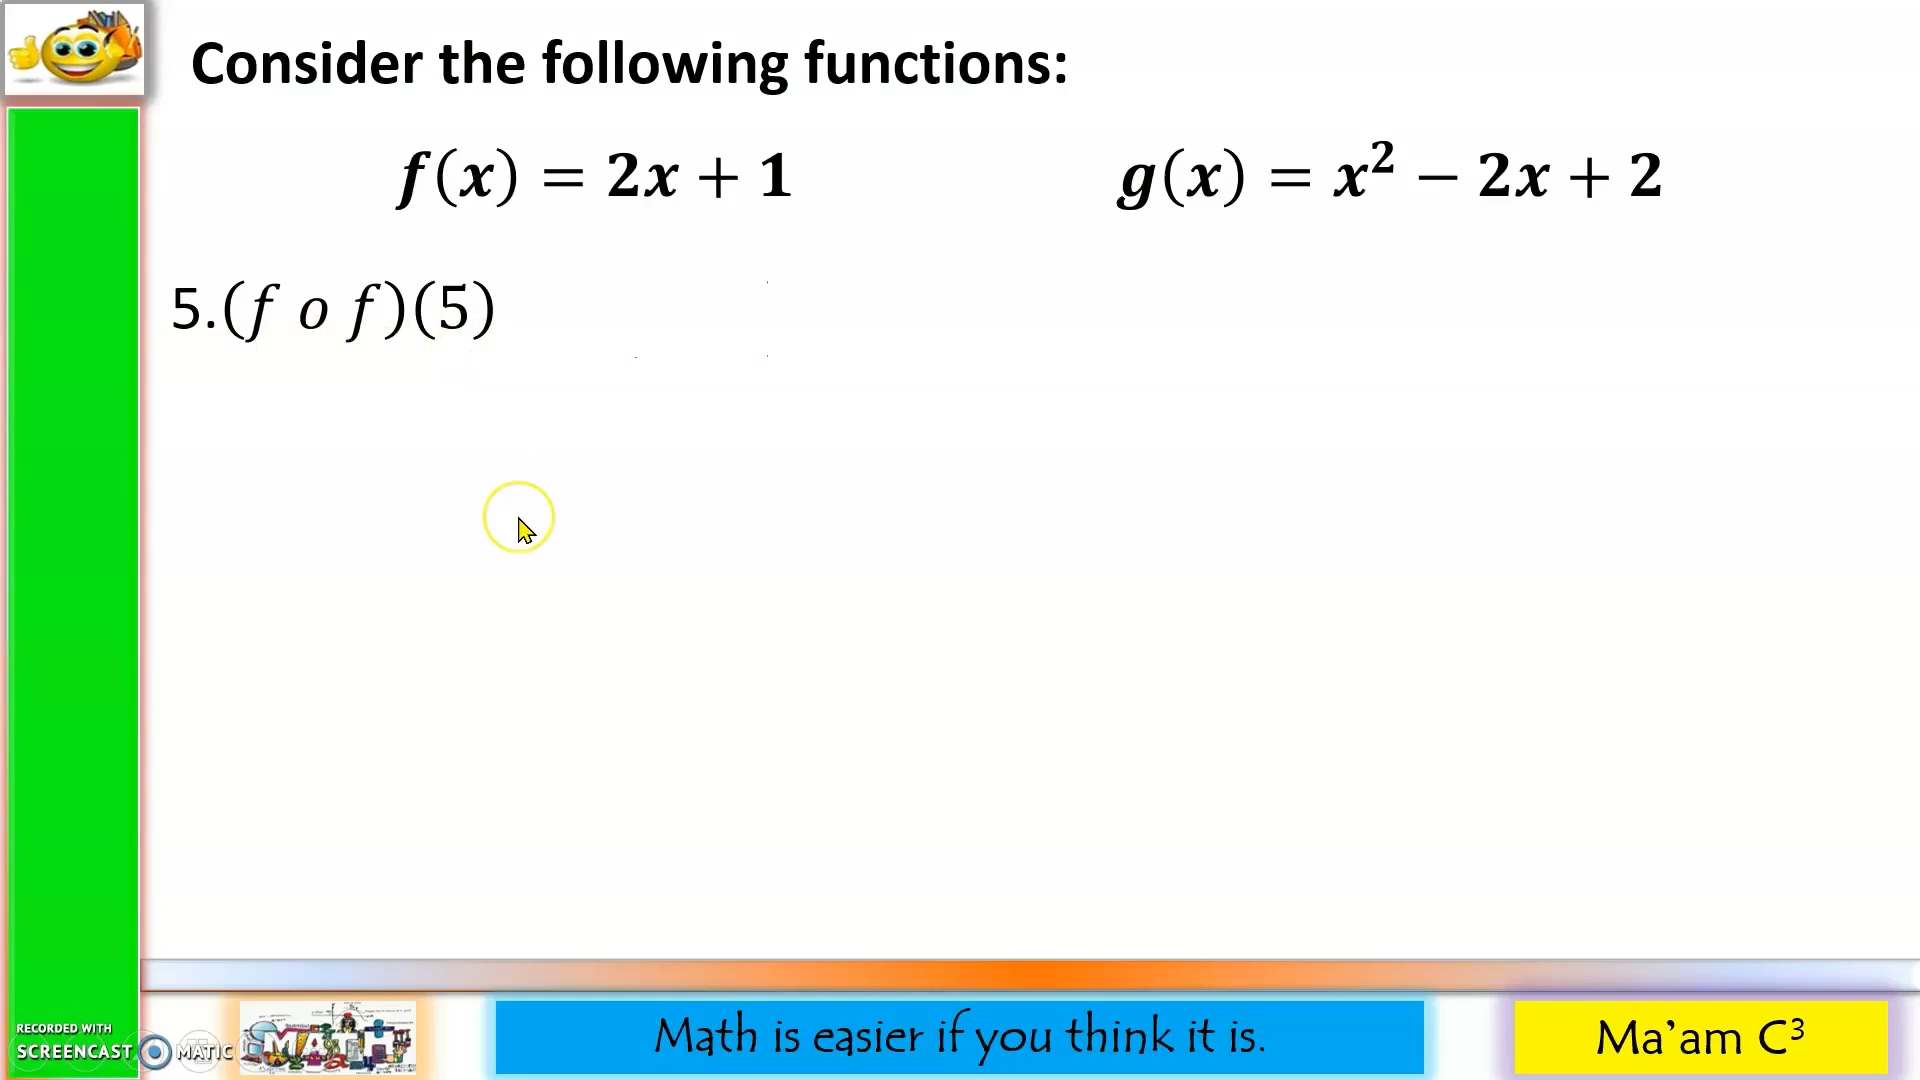 Consider the following functions:
f(x) = 2x + 1
g(x) = x² − 2x + 2
5.(f o f)(5)
RECORDED WITH
SCREENCAST MATIC
MATH
Math is easier if you think it is.
Ma’am C³